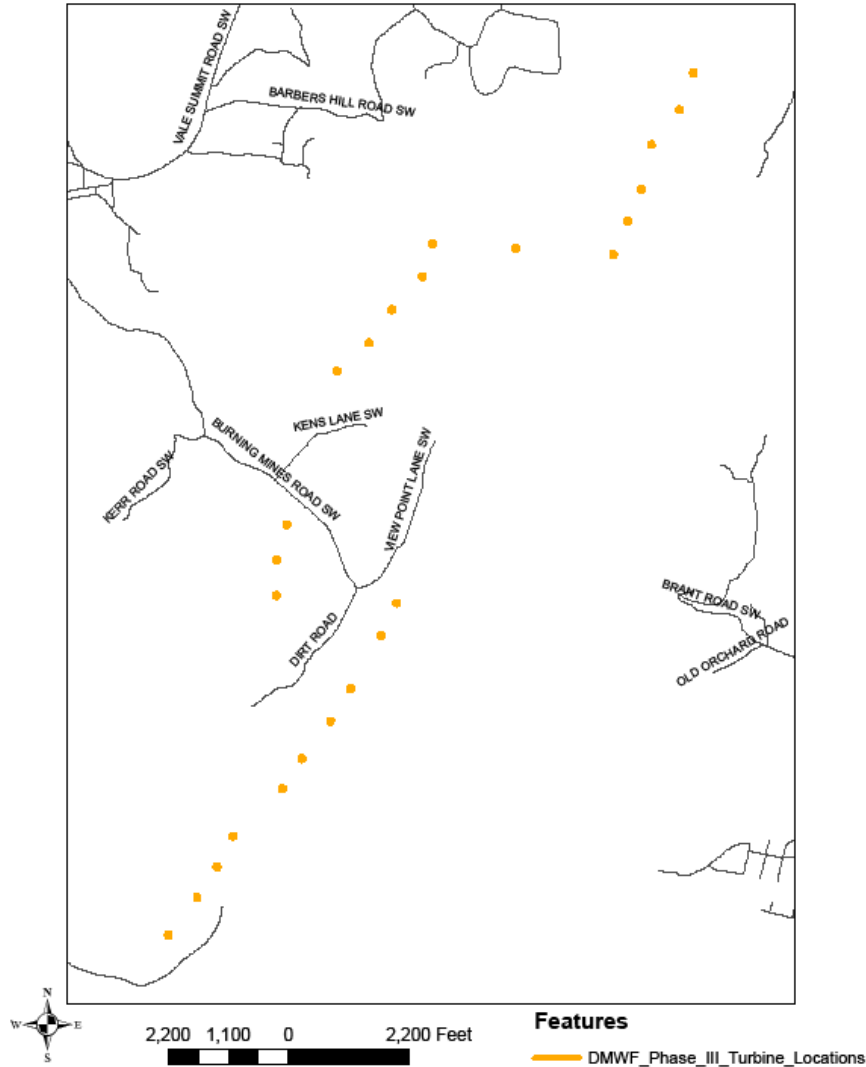 VALE SUMMIT ROAD SW
BARBERS HILL ROAD SW
KENS LANE SW
BURNING MINES ROAD SW
VIEW POINT LANE SW
KERR ROAD SW
BRANT ROAD SW
DIRT ROAD
OLD ORCHARD ROAD
N
W E
S
2,200 1,100 0 2,200 Feet
Features
DMWF_Phase_III_Turbine_Locations